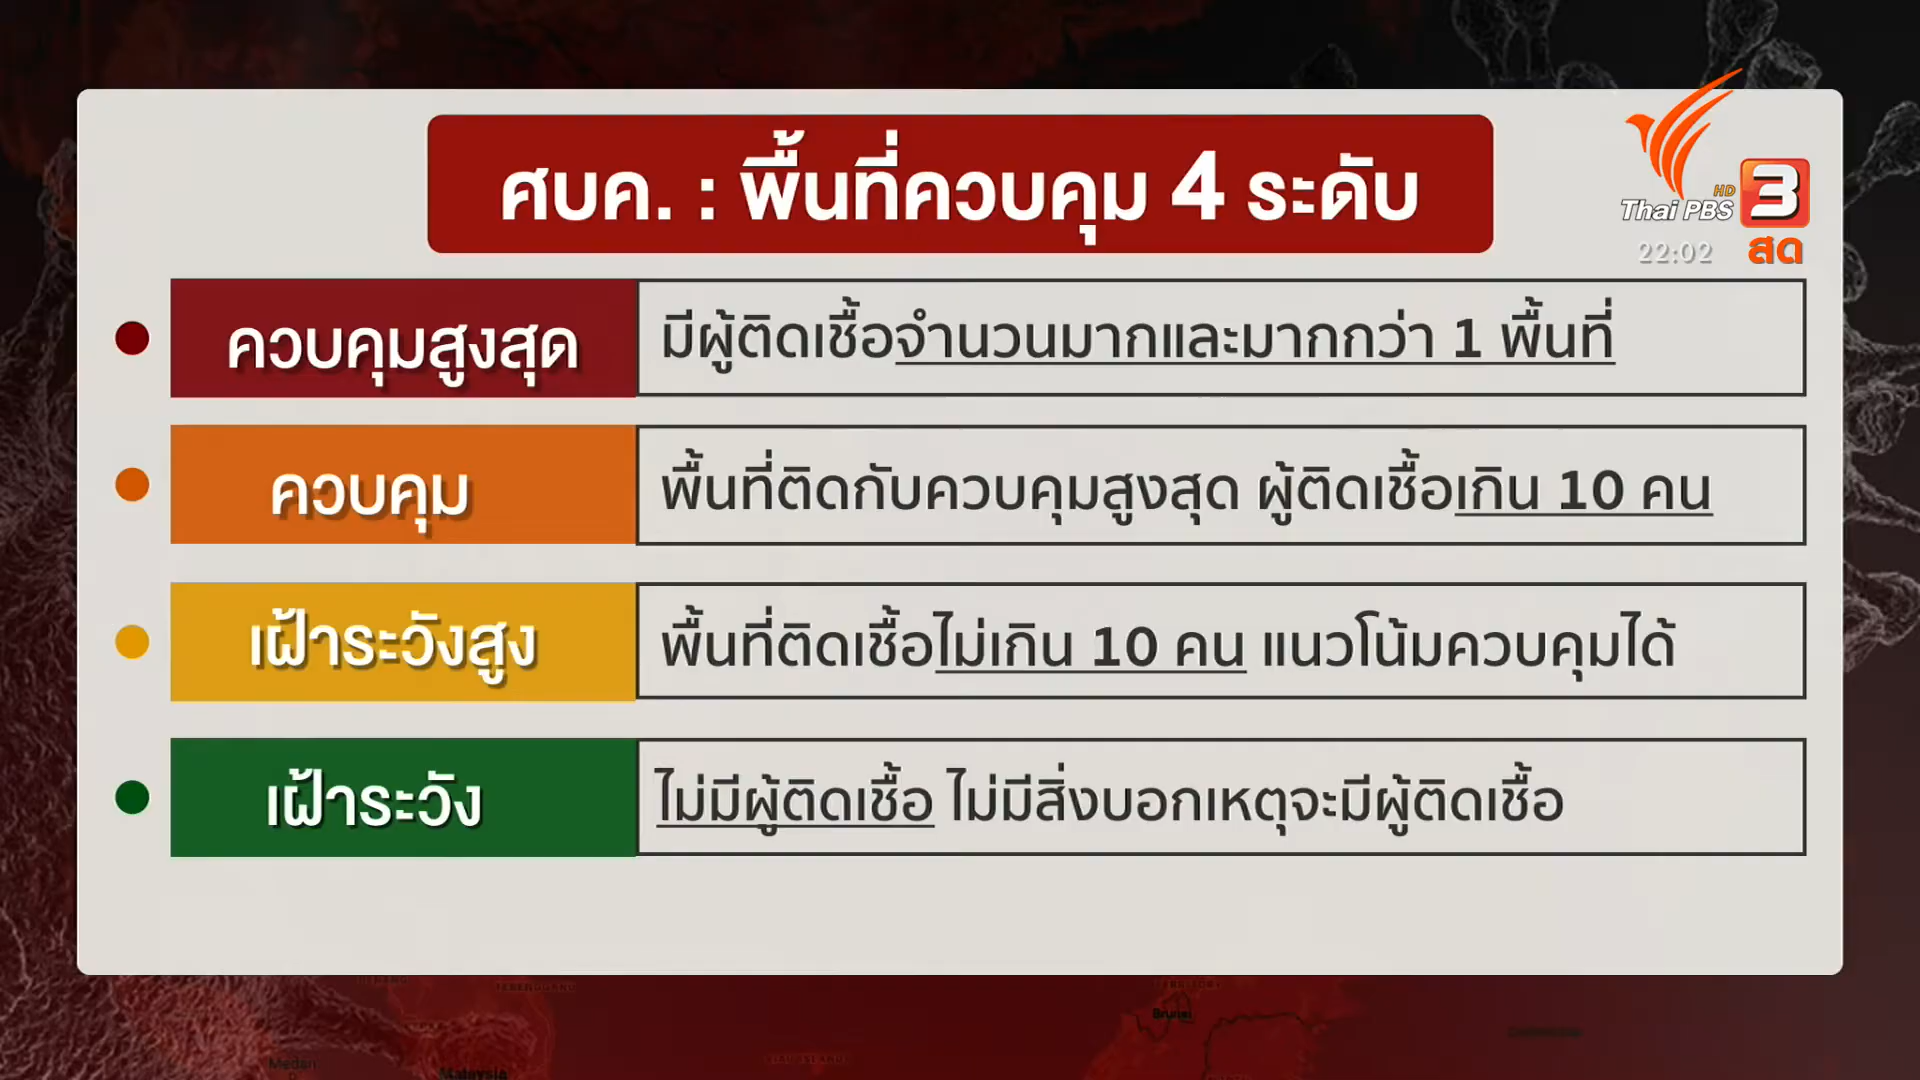 ศบค. : พื้นที่ควบคุม 4 ระดับ
HD
Thai PBS 3
22:02 สด
ควบคุมสูงสุด มีผู้ติดเชื้อจำนวนมากและมากกว่า 1 พื้นที่
ควบคุม พื้นที่ติดกับควบคุมสูงสุด ผู้ติดเชื้อเกิน 10 คน
เฝ้าระวังสูง พื้นที่ติดเชื้อไม่เกิน 10 คน แนวโน้มควบคุมได้
เฝ้าระวัง ไม่มีผู้ติดเชื้อ ไม่มีสิ่งบอกเหตุจะมีผู้ติดเชื้อ
Brunei
Medan
Malaysia